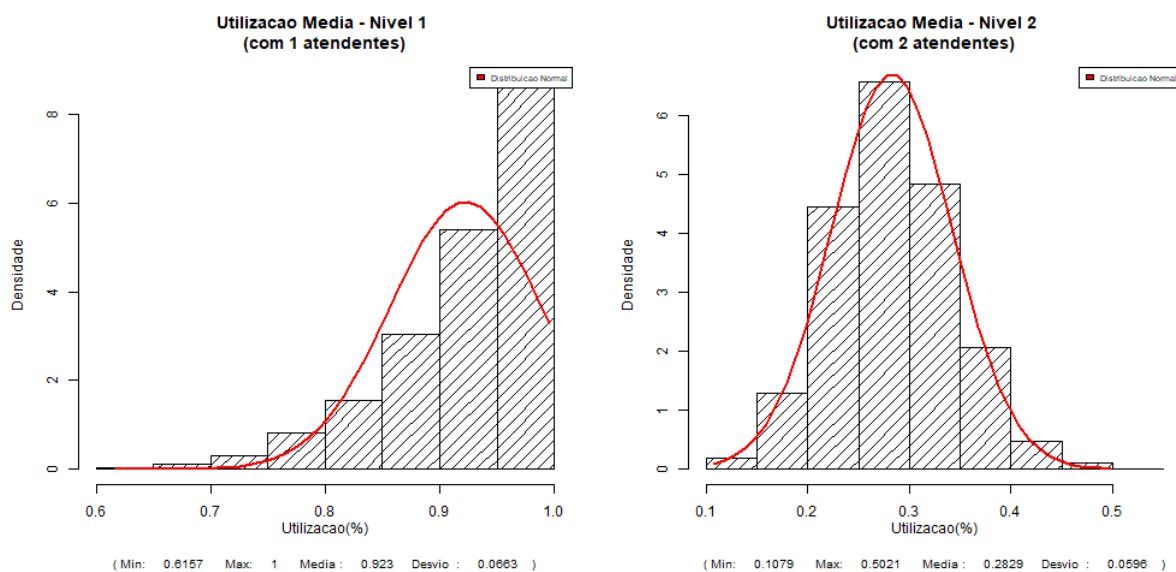 Utilizacao Media - Nivel 1
(com 1 atendentes)
Distribuicao Normal
Densidade
8
6
4
2
0
0.6 0.7 0.8 0.9 1.0
Utilizacao(%)
( Min: 0.6157 Max: 1 Media : 0.923 Desvio : 0.0663 )
Utilizacao Media - Nivel 2
(com 2 atendentes)
Distribuicao Normal
Densidade
6
5
4
3
2
1
0
0.1 0.2 0.3 0.4 0.5
Utilizacao(%)
( Min: 0.1079 Max: 0.5021 Media : 0.2829 Desvio : 0.0596 )